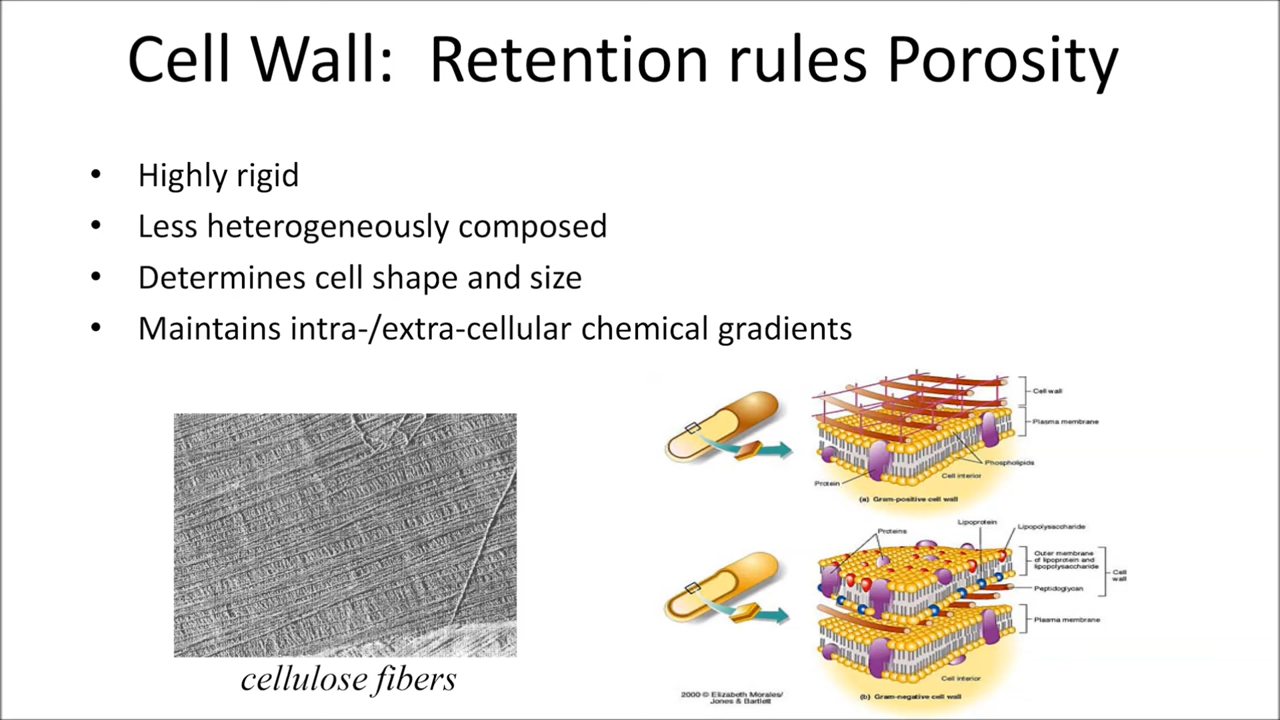 Cell Wall: Retention rules Porosity
• Highly rigid
• Less heterogeneously composed
• Determines cell shape and size
• Maintains intra-/extra-cellular chemical gradients
cellulose fibers
Cell wall
Plasma membrane
Phospholipids
Cell interior
Protein
(a) Gram-positive cell wall
Proteins
Lipoprotein
Lipopolysaccharide
Outer membrane
of lipoprotein and
lipopolysaccharide
Cell
wall
Peptidoglycan
Plasma membrane
Cell interior
(b) Gram-negative cell wall
2000 © Elizabeth Morales/
Jones & Bartlett